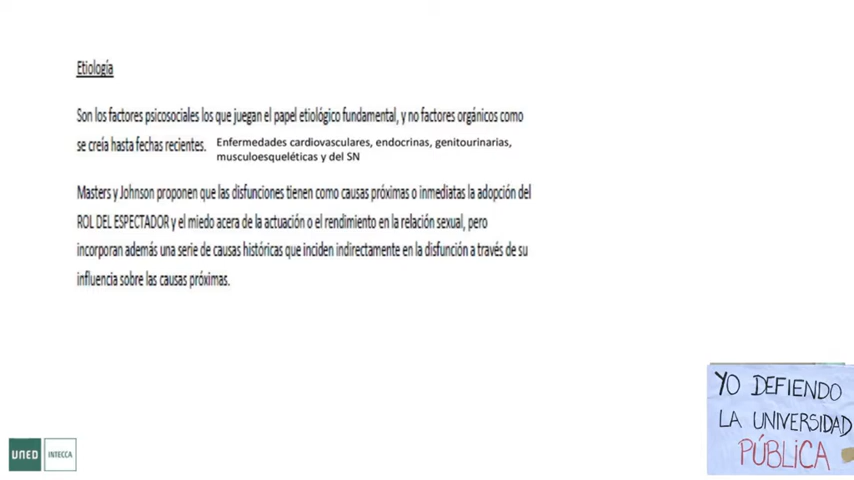 Etiología
Son los factores psicosociales los que juegan el papel etiológico fundamental, y no factores orgánicos como
se creía hasta fechas recientes.
Enfermedades cardiovasculares, endocrinas, genitourinarias,
musculoesqueléticas y del SN
Masters y Johnson proponen que las disfunciones tienen como causas próximas o inmediatas la adopción del
ROL DEL ESPECTADOR y el miedo acera de la actuación o el rendimiento en la relación sexual, pero
incorporan además una serie de causas históricas que inciden indirectamente en la disfunción a través de su
influencia sobre las causas próximas.
YO DEFIENDO
LA UNIVERSIDAD
PÚBLICA
UNED INTECCA